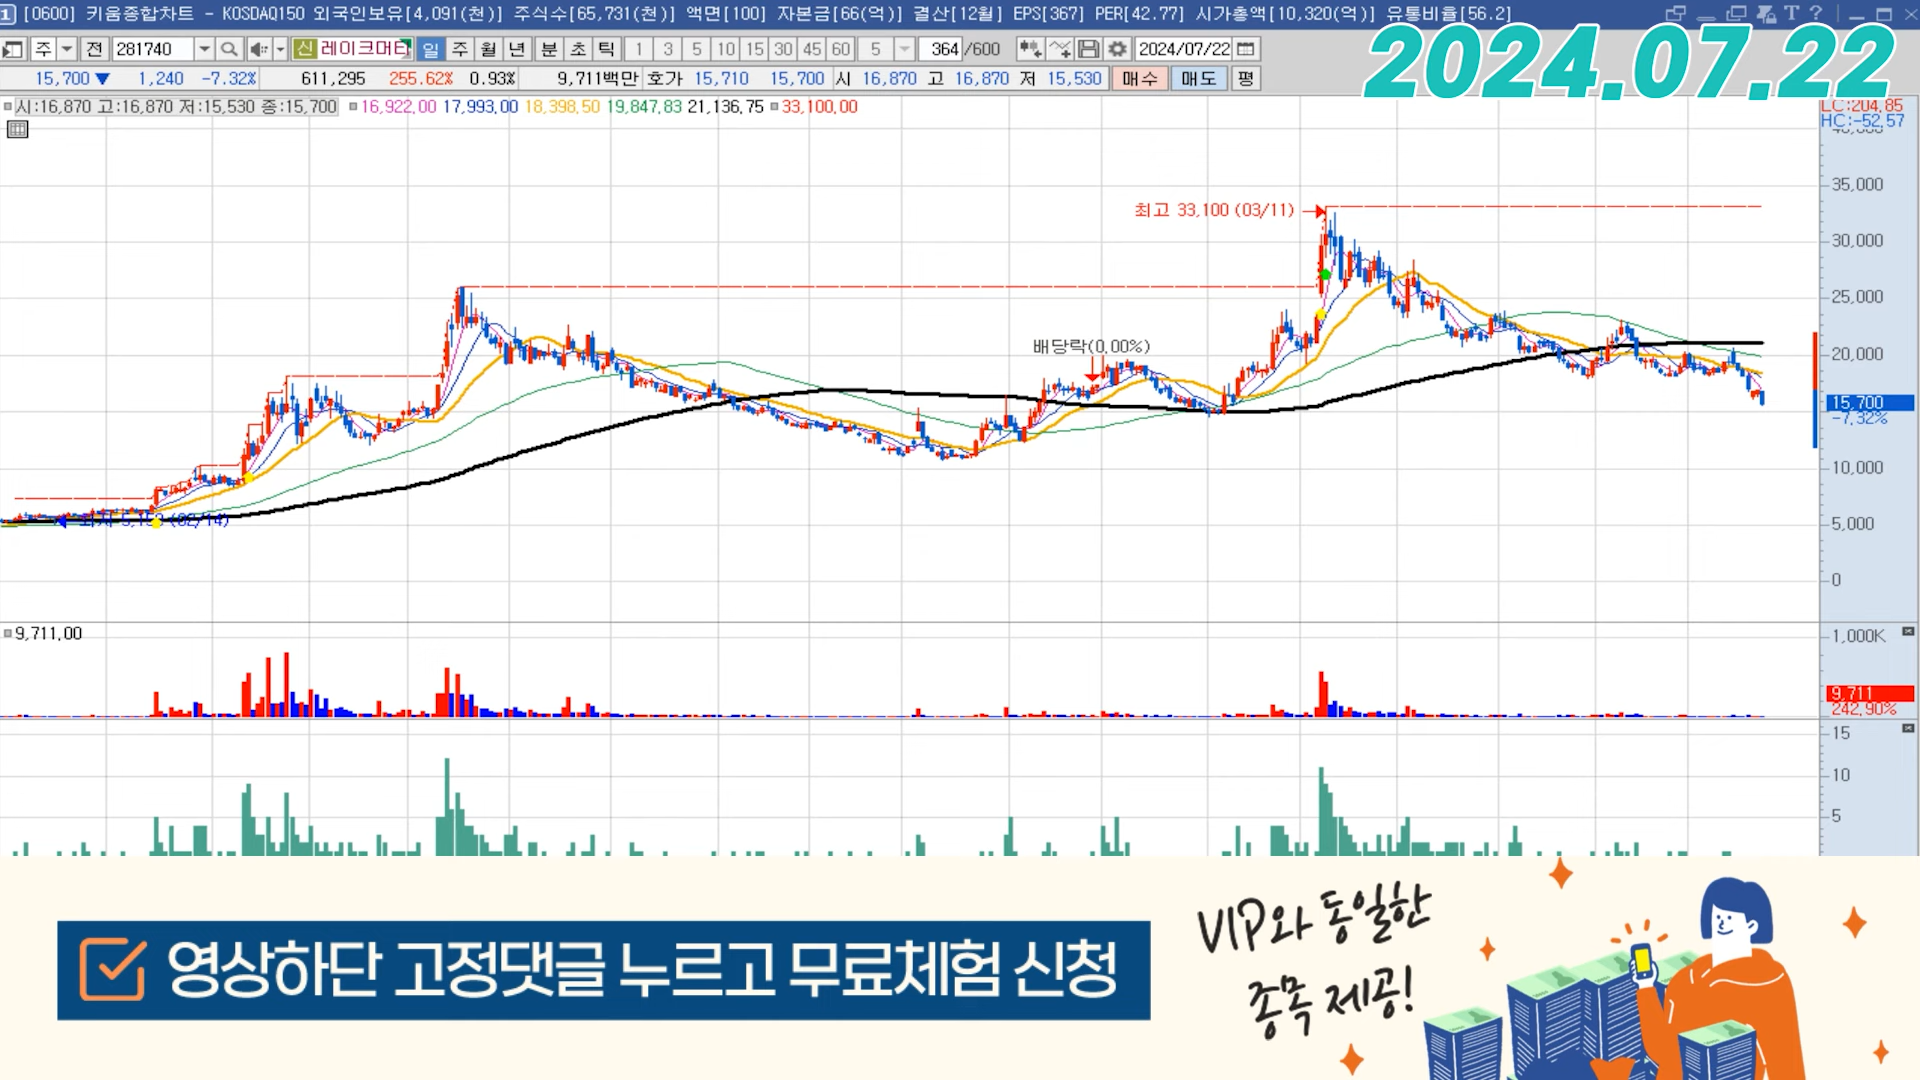 [0600] 키움종합차트 - KOSDAQ150 외국인보유[4,091(천)] 주식수[65,731(천)] 액면[100] 자본금[66(억)] 결산[12월] EPS[367] PER[42.77] 시가총액[10,320(억)] 유통비율[56.2]
2024.07.22
주 전 281740 신 레이크머티 일 주 월 년 분 초 틱 1 3 5 10 15 30 45 60 5 364 /600 2024/07/22
15,700 ▼ 1,240 -7.32% 611,295 255.62% 0.93% 9,711백만 호가 15,710 15,700 시 16,870 고 16,870 저 15,530 매수 매도 평
시:16,870 고:16,870 저:15,530 종:15,700 16,922.00 17,993.00 18,398.50 19,847.83 21,136.75 33,100.00
LC:204.85
HC:-52.57
35,000
최고 33,100 (03/11)
30,000
25,000
배당락(0.00%)
20,000
15,700
-7.32%
10,000
5,000
0
9,711.00
1,000K
9,711
242.90%
15
10
5
영상하단 고정댓글 누르고 무료체험 신청
VIP와 동일한
종목 제공!